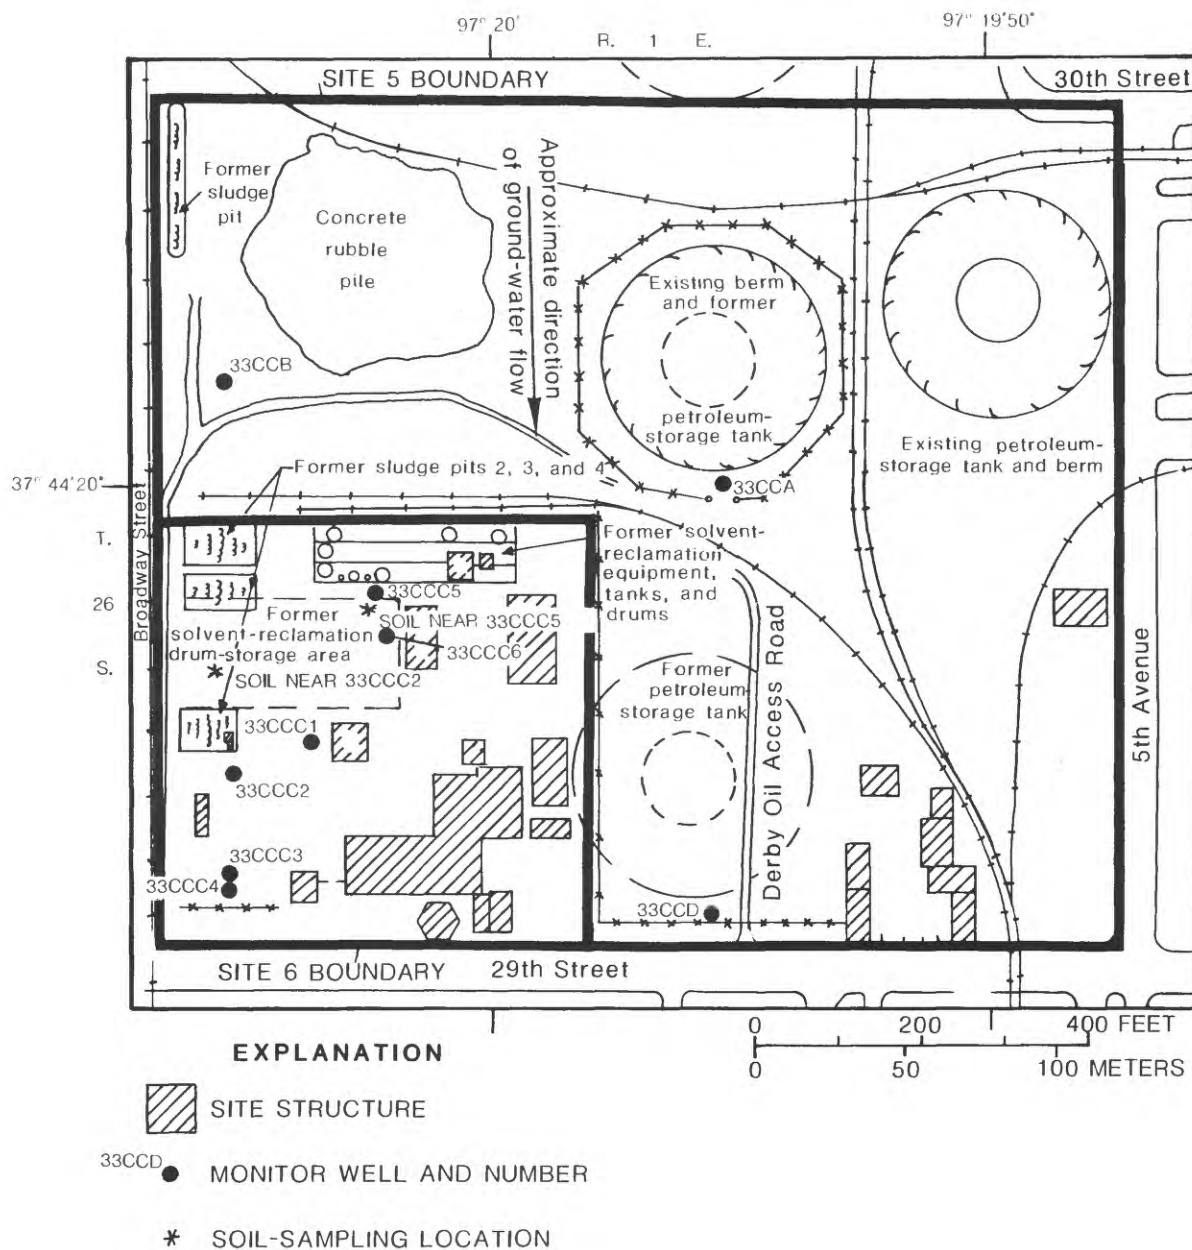 97° 20'
97° 19'50"
R. 1 E.
SITE 5 BOUNDARY
30th Street
Former
sludge
pit
Concrete
rubble
pile
Approximate direction
of ground-water flow
Existing berm
and former
petroleum-
storage tank
33CCB
Existing petroleum-
storage tank and berm
Former sludge pits 2, 3, and 4
37° 44'20"
33CCA
T.
26
S.
Broadway Street
Former solvent-
reclamation
equipment,
tanks, and
drums
33CCC5
SOIL NEAR 33CCC5
Former
solvent-reclamation
drum-storage area
33CCC6
SOIL NEAR 33CCC2
Former
petroleum-
storage tank
Derby Oil Access Road
5th Avenue
33CCC1
33CCC2
33CCC3
33CCC4
33CCD
SITE 6 BOUNDARY
29th Street
0 200 400 FEET
0 50 100 METERS
EXPLANATION
SITE STRUCTURE
33CCD
MONITOR WELL AND NUMBER
SOIL-SAMPLING LOCATION